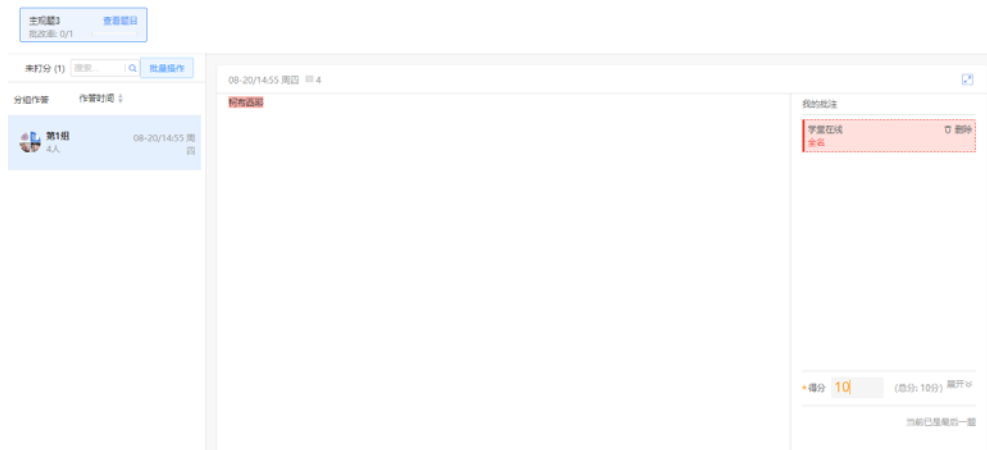 主观题3 查看题目
批改率: 0/1
未打分 (1) 搜索... 批量操作
分组作答 作答时间
第1组
4人
08-20/14:55 周
四
08-20/14:55 周四 4
柯布西耶
我的批注
学堂在线 删除
全名
得分 10 (总分: 10分) 展开
当前已是最后一题